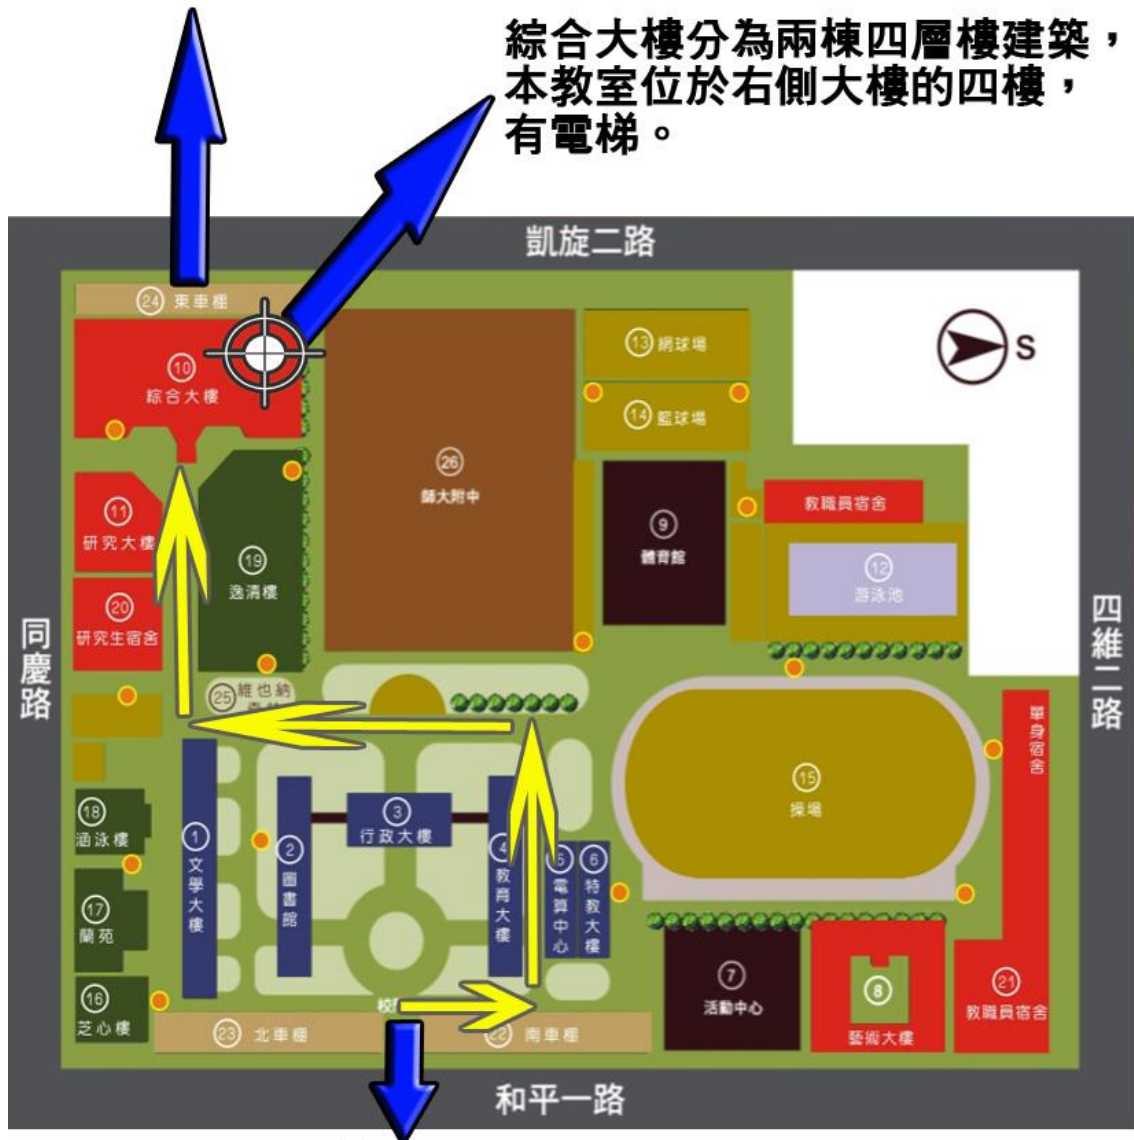 綜合大樓分為兩棟四層樓建築，
本教室位於右側大樓的四樓，
有電梯。
凱旋二路
24 東車棚
10
綜合大樓
13 網球場
S
14 籃球場
26
師大附中
11
研究大樓
9
體育館
教職員宿舍
12
游泳池
19
逸清樓
20
研究生宿舍
同慶路
四維二路
25 維也納
單身宿舍
15
操場
18
涵泳樓
1 文學大樓
2 圖書館
3
行政大樓
4 教育大樓
5 電算中心
6 特教大樓
17
蘭苑
16
芝心樓
7
活動中心
8
藝術大樓
21
教職員宿舍
校
23 北車棚
22 南車棚
和平一路